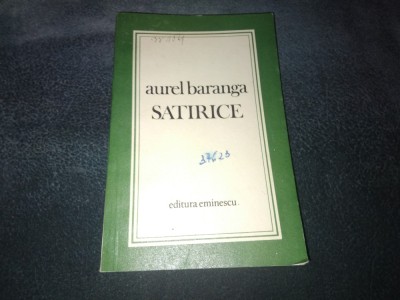 aurel baranga
SATIRICE
37623
editura eminescu